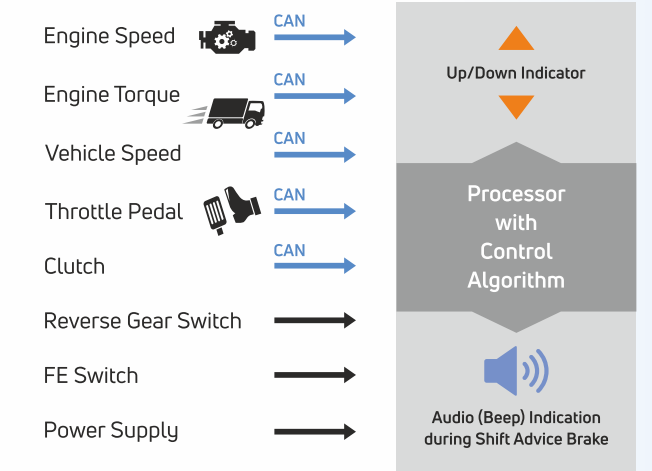 Engine Speed
CAN
Engine Torque
CAN
Vehicle Speed
CAN
Throttle Pedal
CAN
Clutch
CAN
Reverse Gear Switch
FE Switch
Power Supply
Up/Down Indicator
Processor
with
Control
Algorithm
Audio (Beep) Indication
during Shift Advice Brake